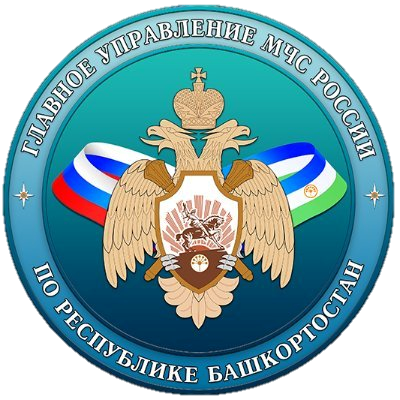 ГЛАВНОЕ УПРАВЛЕНИЕ МЧС РОССИИ
ПО РЕСПУБЛИКЕ БАШКОРТОСТАН